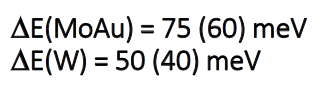 ΔE(MoAu) = 75 (60) meV
ΔE(W) = 50 (40) meV